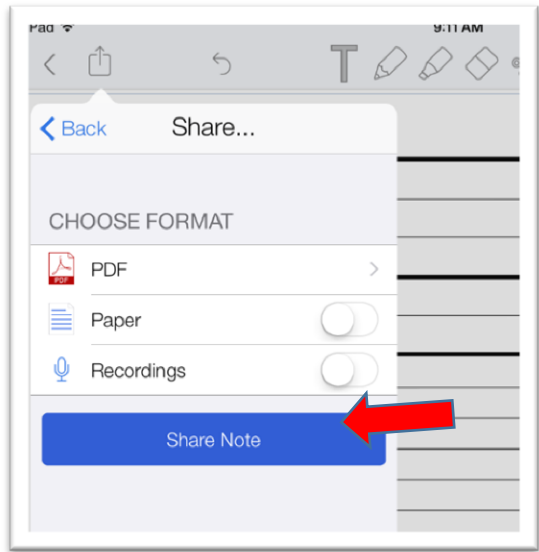 Pad 9:11 AM
T
Back Share...
CHOOSE FORMAT
PDF PDF
Paper
Recordings
Share Note